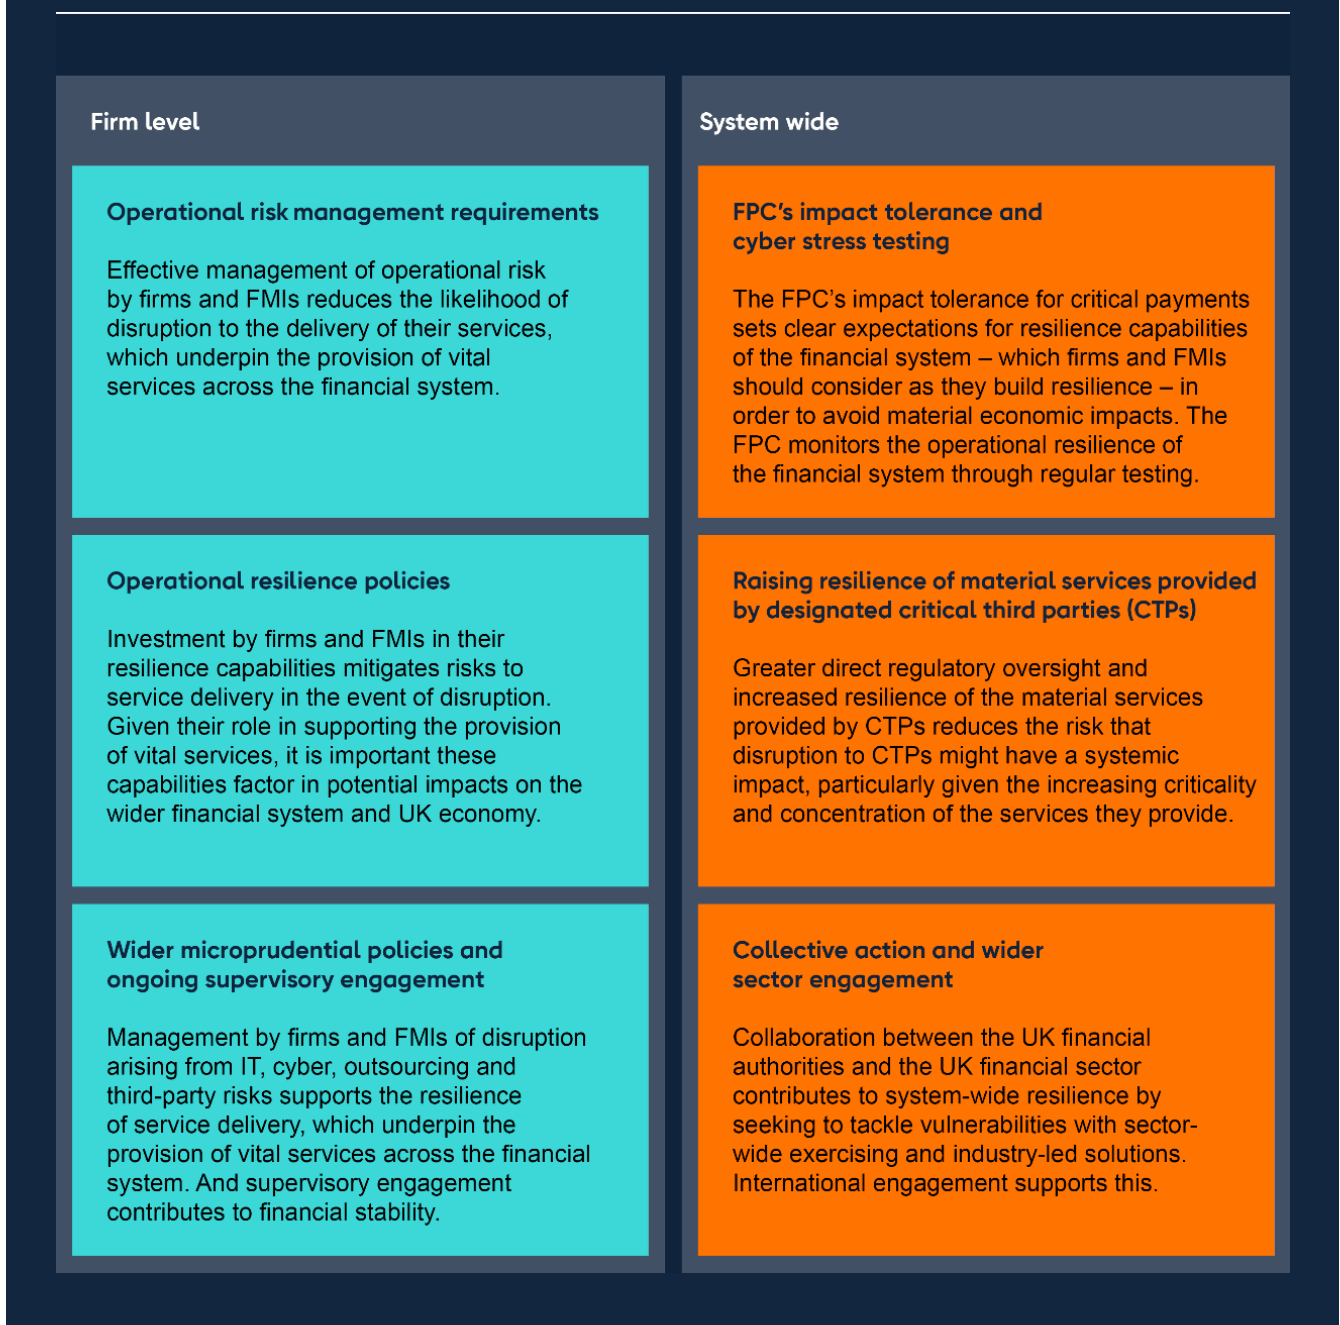 Firm level
Operational risk management requirements
Effective management of operational risk
by firms and FMIs reduces the likelihood of
disruption to the delivery of their services,
which underpin the provision of vital
services across the financial system.
Operational resilience policies
Investment by firms and FMIs in their
resilience capabilities mitigates risks to
service delivery in the event of disruption.
Given their role in supporting the provision
of vital services, it is important these
capabilities factor in potential impacts on the
wider financial system and UK economy.
Wider microprudential policies and
ongoing supervisory engagement
Management by firms and FMIs of disruption
arising from IT, cyber, outsourcing and
third-party risks supports the resilience
of service delivery, which underpin the
provision of vital services across the financial
system. And supervisory engagement
contributes to financial stability.
System wide
FPC’s impact tolerance and
cyber stress testing
The FPC’s impact tolerance for critical payments
sets clear expectations for resilience capabilities
of the financial system – which firms and FMIs
should consider as they build resilience – in
order to avoid material economic impacts. The
FPC monitors the operational resilience of
the financial system through regular testing.
Raising resilience of material services provided
by designated critical third parties (CTPs)
Greater direct regulatory oversight and
increased resilience of the material services
provided by CTPs reduces the risk that
disruption to CTPs might have a systemic
impact, particularly given the increasing criticality
and concentration of the services they provide.
Collective action and wider
sector engagement
Collaboration between the UK financial
authorities and the UK financial sector
contributes to system-wide resilience by
seeking to tackle vulnerabilities with sector-
wide exercising and industry-led solutions.
International engagement supports this.